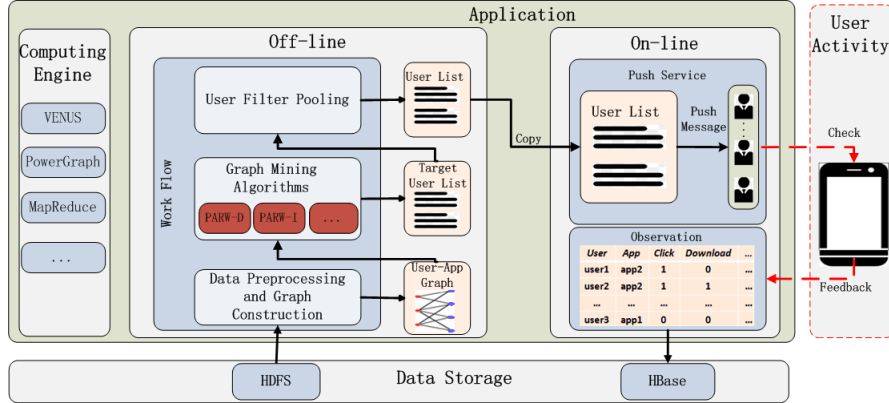 Application
Computing
Engine
VENUS
PowerGraph
MapReduce
...
Off-line
Work Flow
User Filter Pooling
User List
Graph Mining
Algorithms
PARW-D
PARW-I
...
Target
User List
Data Preprocessing
and Graph
Construction
User-App
Graph
Copy
On-line
Push Service
User List
Push
Message
Observation
User App Click Download ...
user1 app2 1 0 ...
user2 app2 1 1 ...
... ... ... ... ...
user3 app1 0 0 ...
User
Activity
Check
Feedback
HDFS
Data Storage
HBase